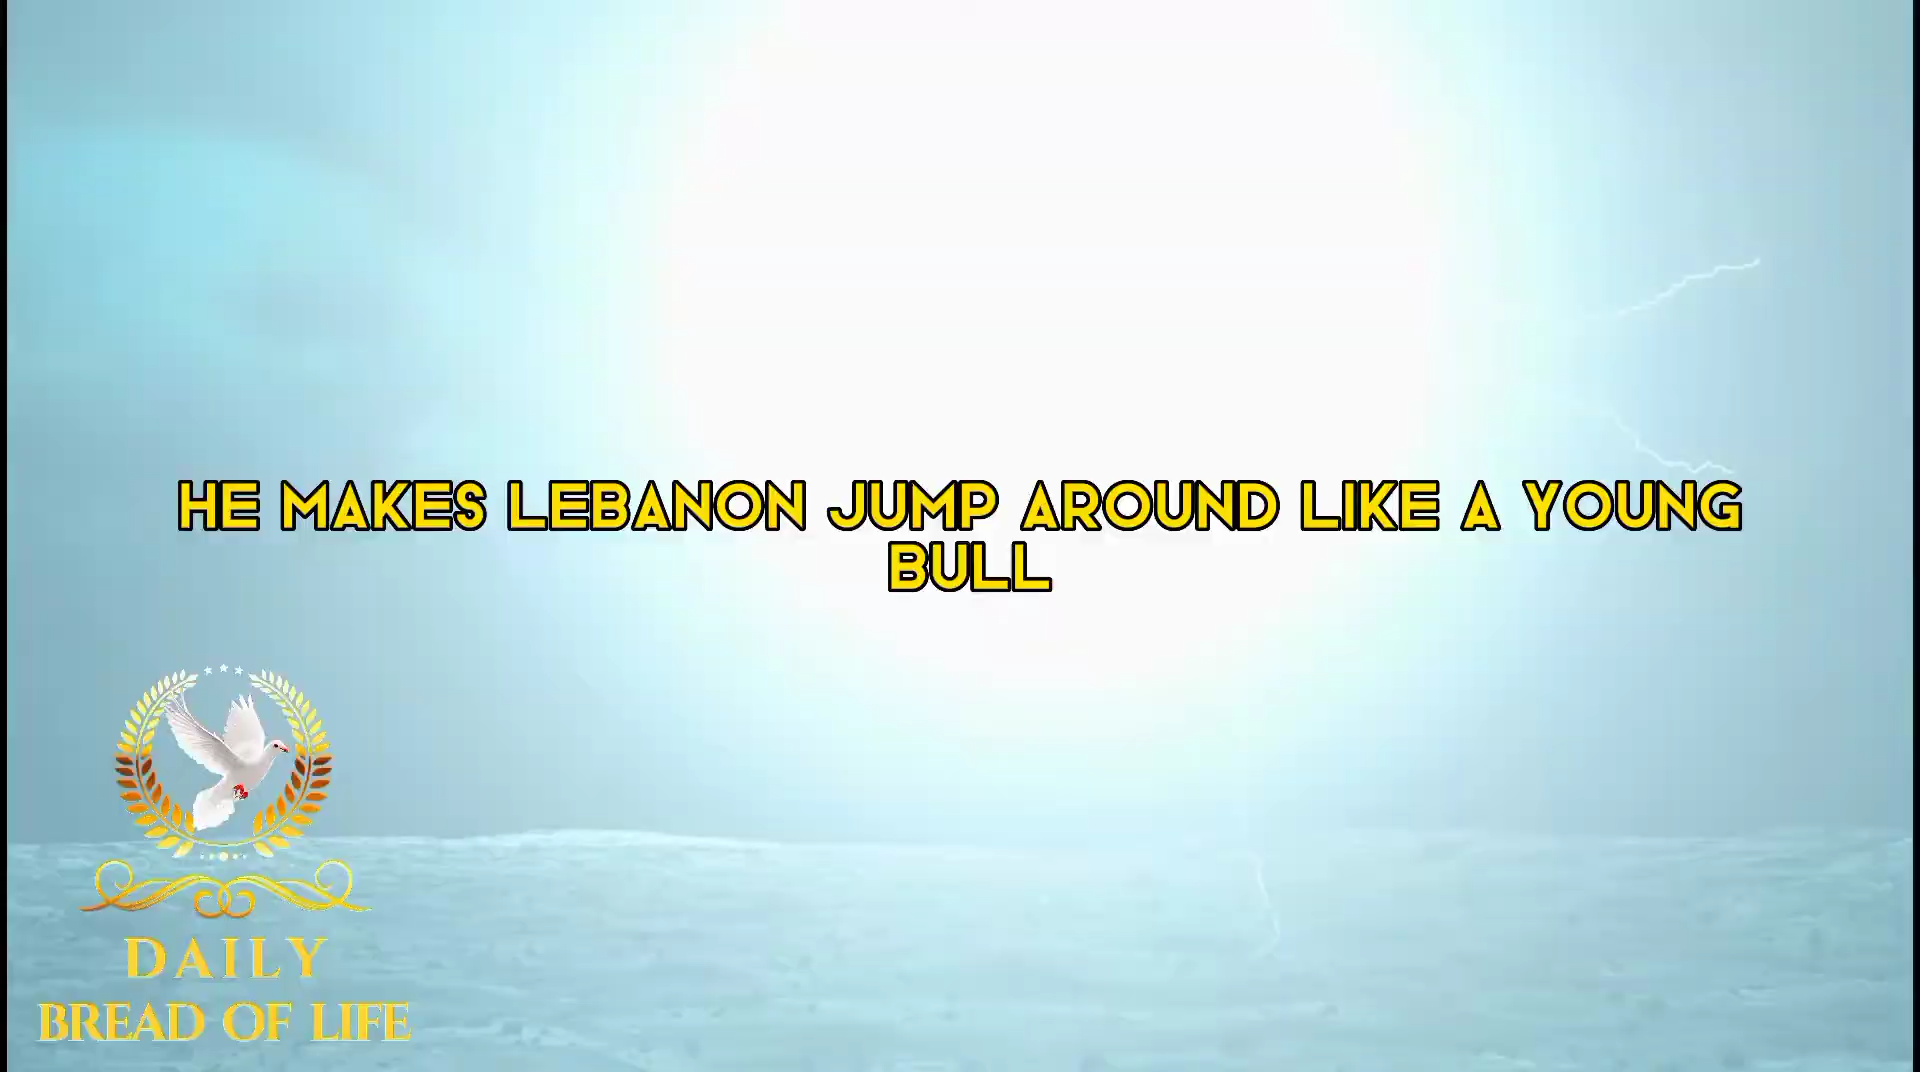 HE MAKES LEBANON JUMP AROUND LIKE A YOUNG
BULL
DAILY
BREAD OF LIFE